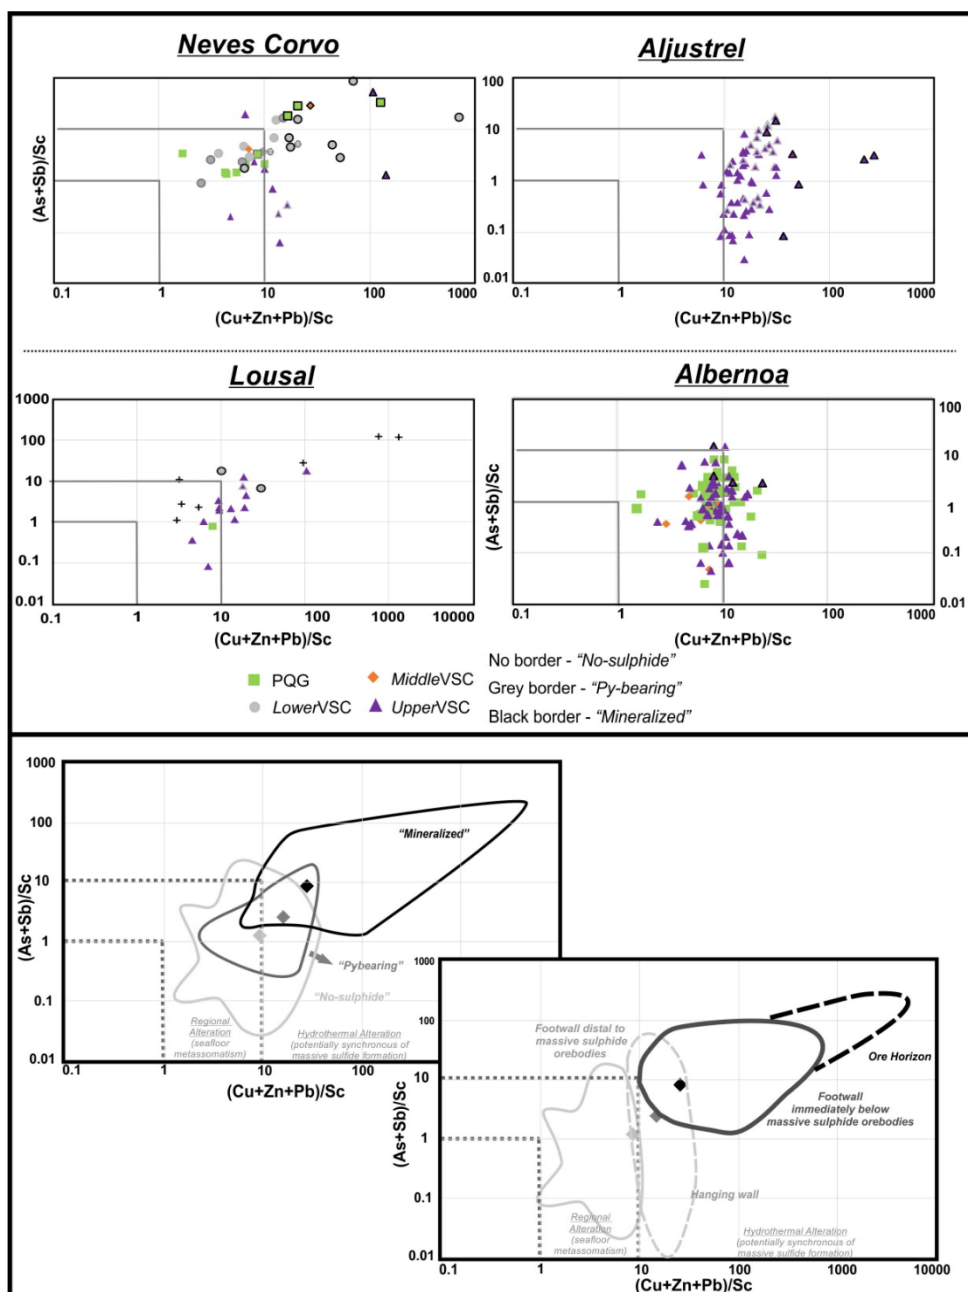 Neves Corvo
Aljustrel
(As+Sb)/Sc
100
10
1
0.1
0.01
0.1 1 10 100 1000
(Cu+Zn+Pb)/Sc
0.1 1 10 100 1000
(Cu+Zn+Pb)/Sc
Lousal
Albernoa
1000
100
10
1
0.1
0.01
0.1 1 10 100 1000 10000
(Cu+Zn+Pb)/Sc
(As+Sb)/Sc
100
10
1
0.1
0.01
0.1 1 10 100 1000
(Cu+Zn+Pb)/Sc
PQG
MiddleVSC
LowerVSC
UpperVSC
No border - “No-sulphide”
Grey border - “Py-bearing”
Black border - “Mineralized”
1000
100
10
1
0.1
0.01
(As+Sb)/Sc
“Mineralized”
“Pybearing”
“No-sulphide”
Regional
Alteration
(seafloor
metassomatism)
Hydrothermal Alteration
(potentially synchronous of
massive sulfide formation)
0.1 1 10 100
(Cu+Zn+Pb)/Sc
1000
100
10
1
0.1
0.01
(As+Sb)/Sc
Footwall distal to
massive sulphide
orebodies
Ore Horizon
Footwall
immediately below
massive sulphide orebodies
Hanging wall
Regional
Alteration
(seafloor
metassomatism)
Hydrothermal Alteration
(potentially synchronous of
massive sulfide formation)
1 10 100 1000 10000
(Cu+Zn+Pb)/Sc